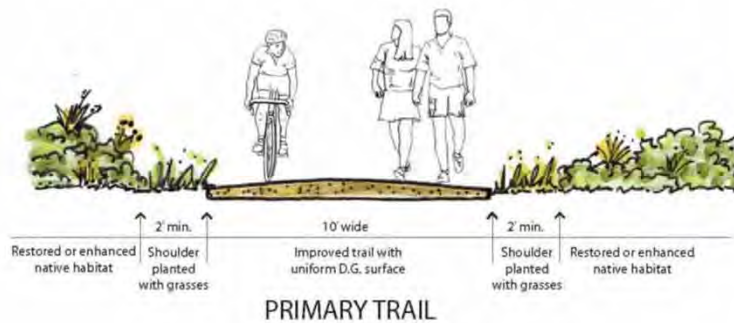 2' min.
10' wide
2' min.
Restored or enhanced
native habitat
Shoulder
planted
with grasses
Improved trail with
uniform D.G. surface
Shoulder
planted
with grasses
Restored or enhanced
native habitat
PRIMARY TRAIL